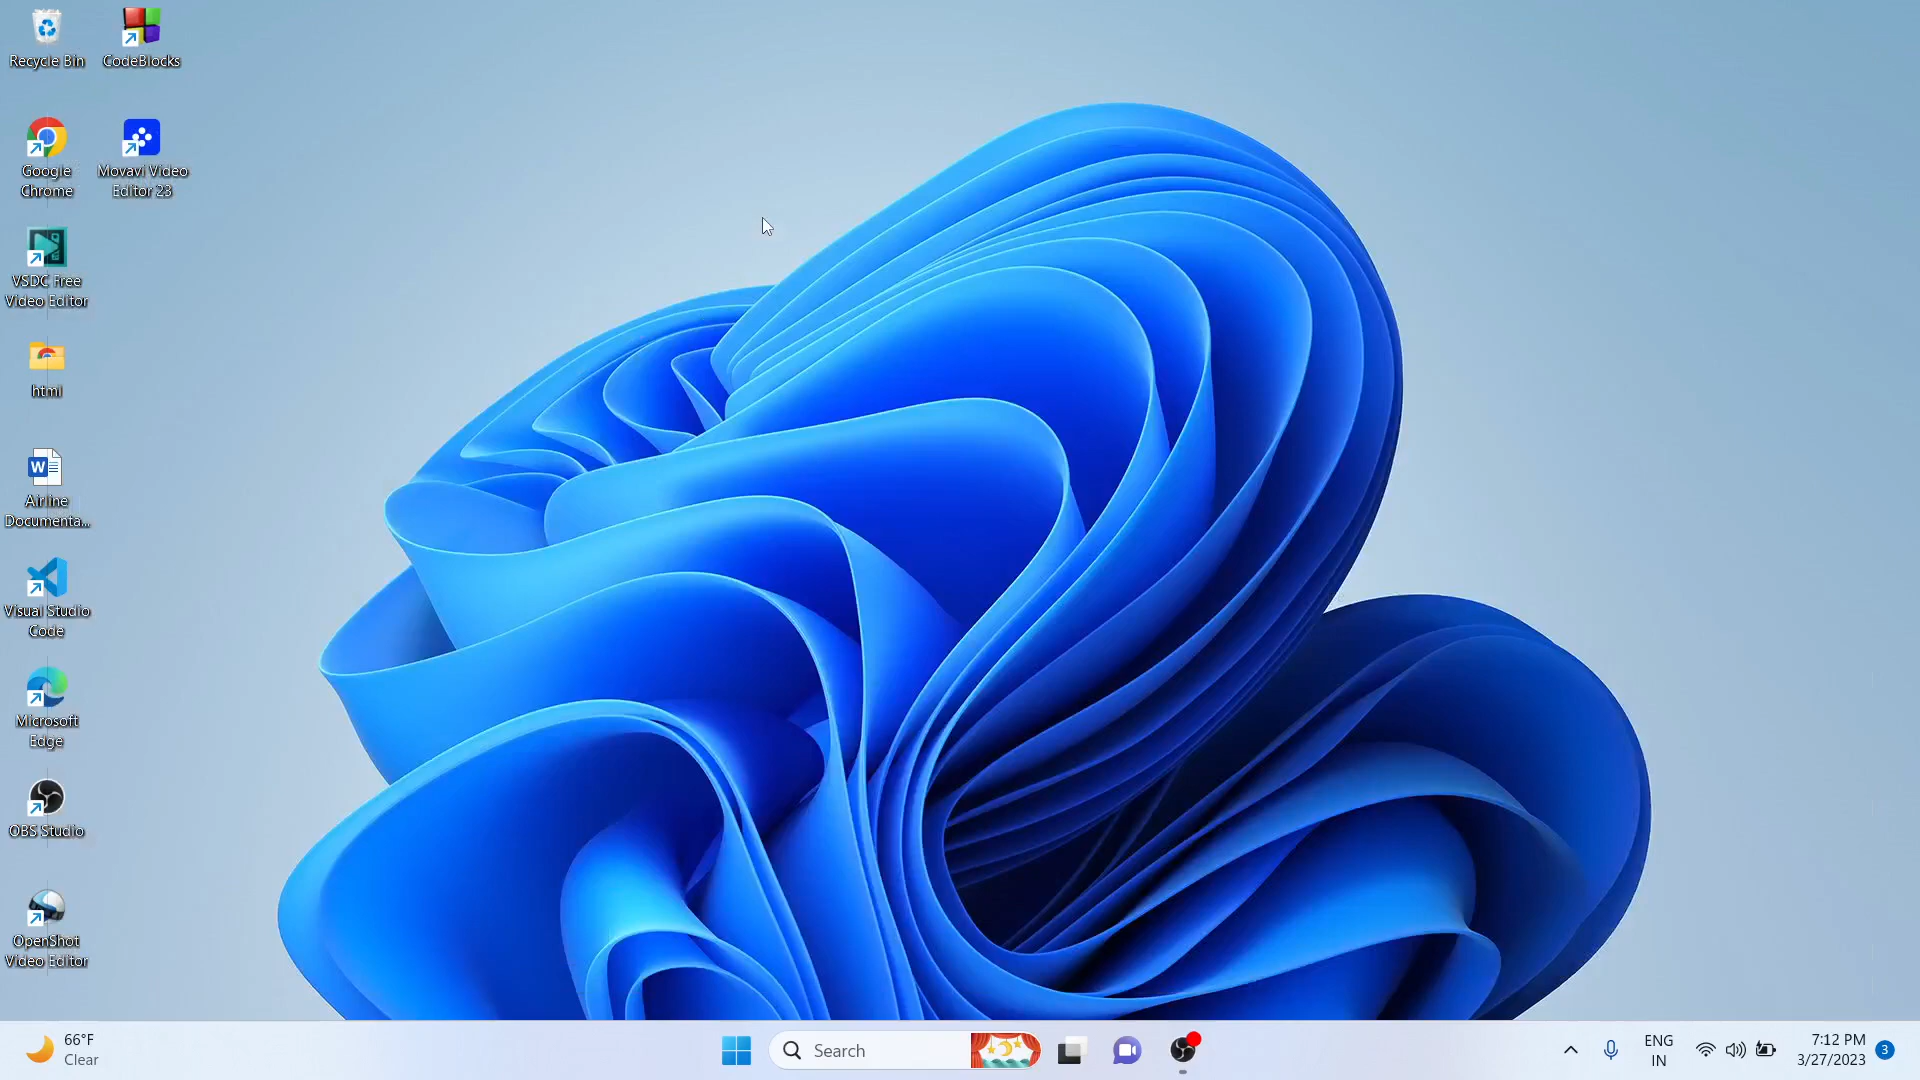 Recycle Bin
CodeBlocks
Google
Chrome
Movavi Video
Editor 23
VSDC Free
Video Editor
html
Airline
Documenta...
Visual Studio
Code
Microsoft
Edge
OBS Studio
OpenShot
Video Editor
66°F
Clear
Search
ENG
IN
7:12 PM
3/27/2023
3